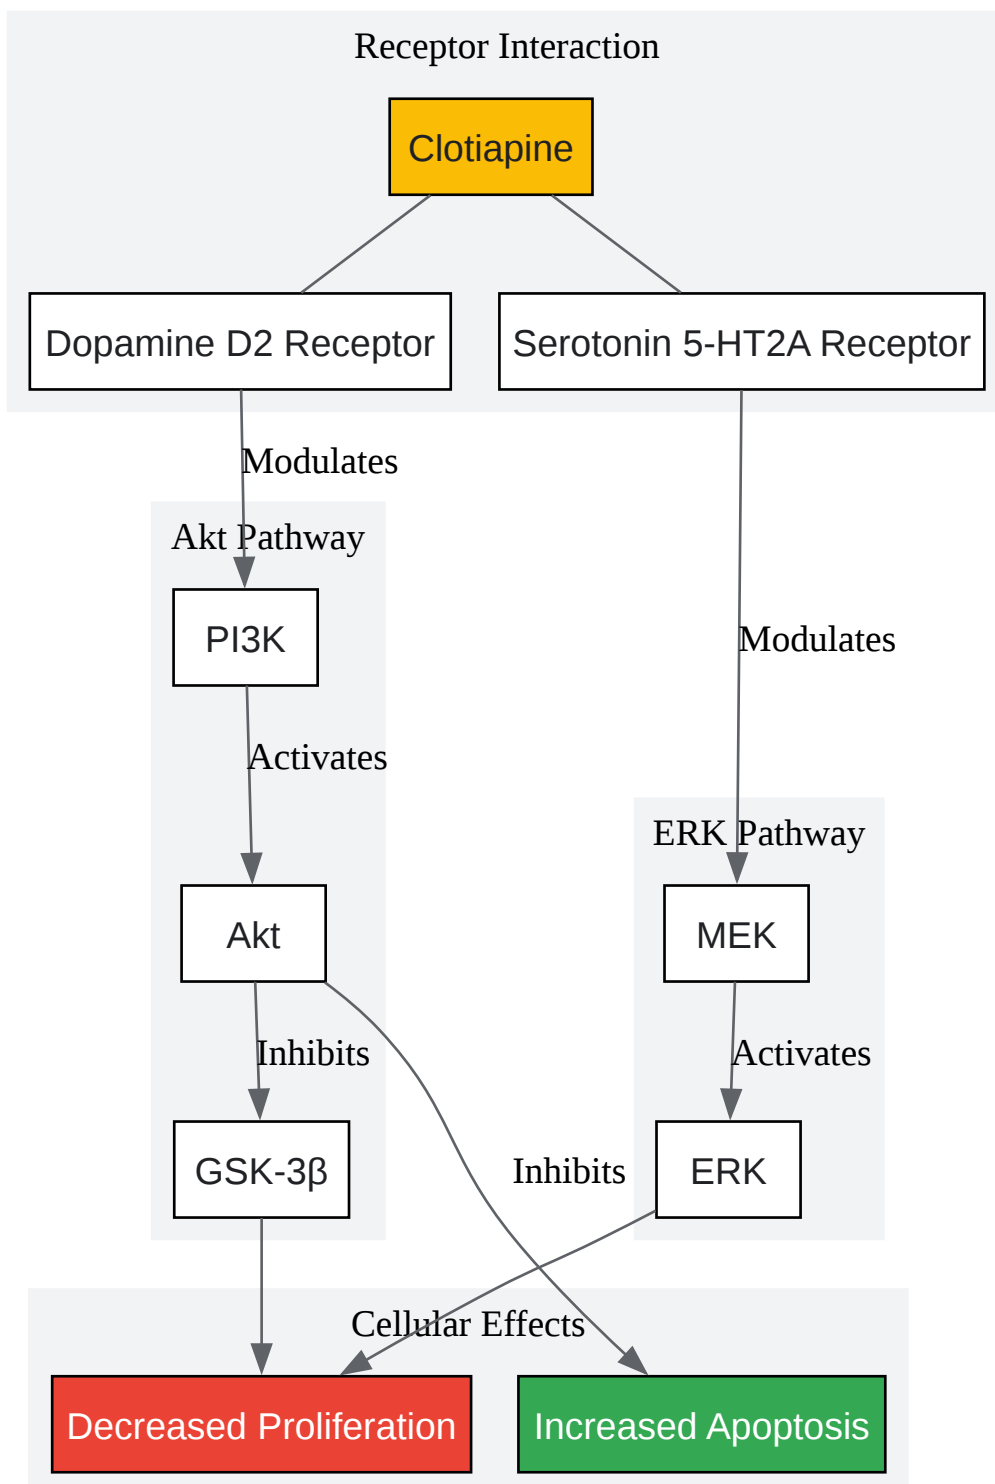 Receptor Interaction
Clotiapine
Dopamine D2 Receptor
Serotonin 5-HT2A Receptor
Modulates
Akt Pathway
PI3K
Modulates
Activates
ERK Pathway
Akt
MEK
Inhibits
Activates
GSK-3β
Inhibits
ERK
Cellular Effects
Decreased Proliferation
Increased Apoptosis